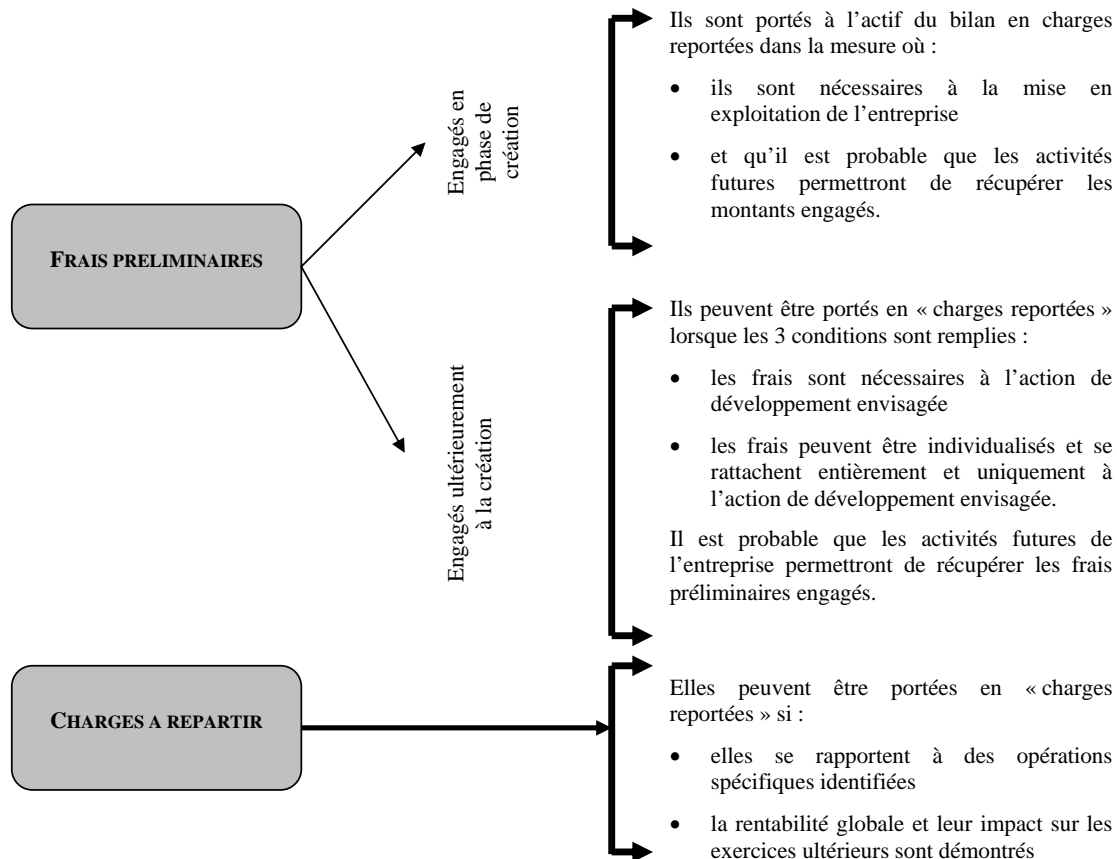 FRAIS PRELIMINAIRES
Engagés en
phase de
création
Ils sont portés à l’actif du bilan en charges
reportées dans la mesure où :
• ils sont nécessaires à la mise en
exploitation de l’entreprise
• et qu’il est probable que les activités
futures permettront de récupérer les
montants engagés.
Engagés ultérieurement
à la création
Ils peuvent être portés en « charges reportées »
lorsque les 3 conditions sont remplies :
• les frais sont nécessaires à l’action de
développement envisagée
• les frais peuvent être individualisés et se
rattachent entièrement et uniquement à
l’action de développement envisagée.
Il est probable que les activités futures de
l’entreprise permettront de récupérer les frais
préliminaires engagés.
CHARGES A REPARTIR
Elles peuvent être portées en « charges
reportées » si :
• elles se rapportent à des opérations
spécifiques identifiées
• la rentabilité globale et leur impact sur les
exercices ultérieurs sont démontrés